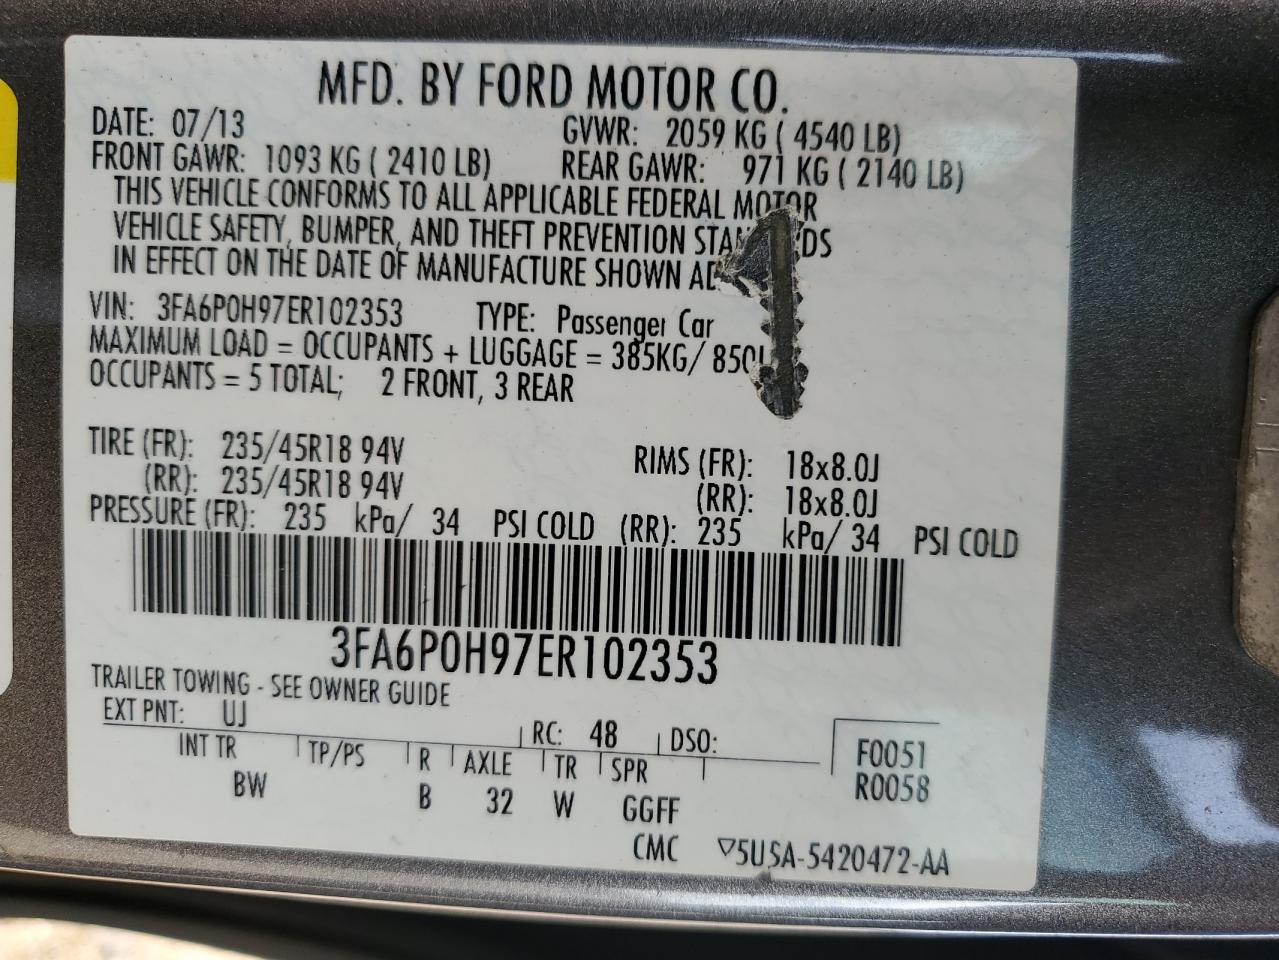 MFD. BY FORD MOTOR CO.
DATE: 07/13 GVWR: 2059 KG ( 4540 LB)
FRONT GAWR: 1093 KG ( 2410 LB) REAR GAWR: 971 KG ( 2140 LB)
THIS VEHICLE CONFORMS TO ALL APPLICABLE FEDERAL MOTOR
VEHICLE SAFETY, BUMPER, AND THEFT PREVENTION
IN EFFECT ON THE DATE OF MANUFACTURE SHOWN
VIN: 3FA6P0H97ER102353 TYPE: Passenger Car
MAXIMUM LOAD = OCCUPANTS + LUGGAGE = 385KG/ 850L
OCCUPANTS = 5 TOTAL; 2 FRONT, 3 REAR
TIRE (FR): 235/45R18 94V RIMS (FR): 18x8.0J
(RR): 235/45R18 94V (RR): 18x8.0J
PRESSURE (FR): 235 kPa/ 34 PSI COLD (RR): 235 kPa/ 34 PSI COLD
3FA6P0H97ER102353
TRAILER TOWING - SEE OWNER GUIDE
EXT PNT: UJ RC: 48 DSO:
INT TR TP/PS R AXLE TR SPR F0051
BW B 32 W GGFF R0058
CMC ▽5USA-5420472-AA